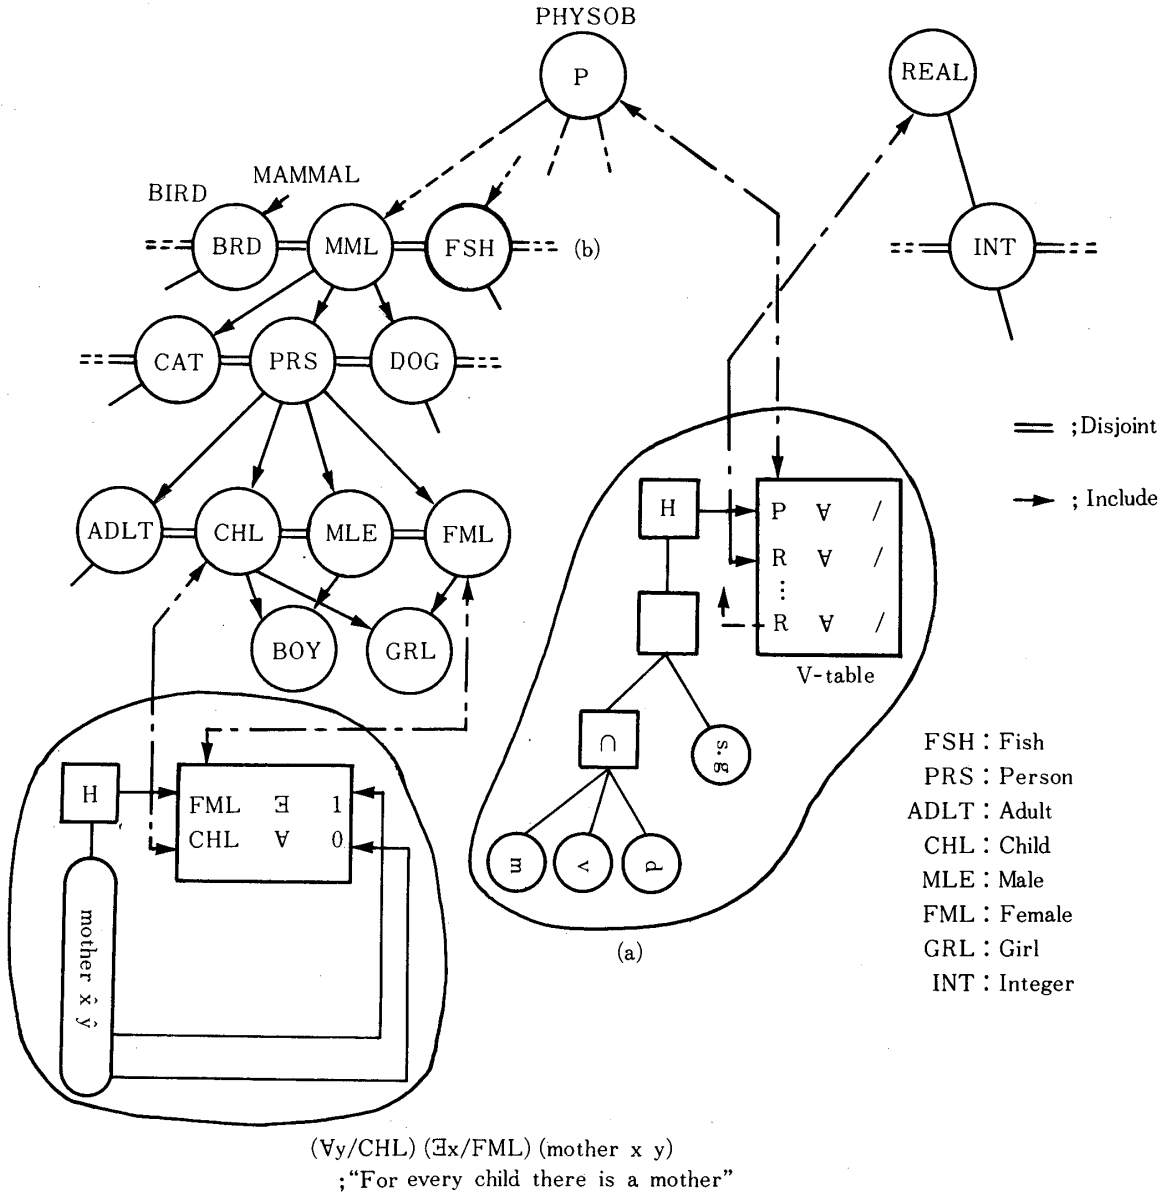 PHYSOB
P
REAL
MAMMAL
BIRD
BRD
MML
FSH
(b)
INT
CAT
PRS
DOG
; Disjoint
; Include
ADLT
CHL
MLE
FML
H
P ∀ /
R ∀ /
⋮
R ∀ /
V-table
BOY
GRL
∩
s.g
m
v
d
(a)
H
FML ∃ 1
CHL ∀ 0
mother x̂ ŷ
FSH : Fish
PRS : Person
ADLT : Adult
CHL : Child
MLE : Male
FML : Female
GRL : Girl
INT : Integer
(∀y/CHL) (∃x/FML) (mother x y)
; “For every child there is a mother”